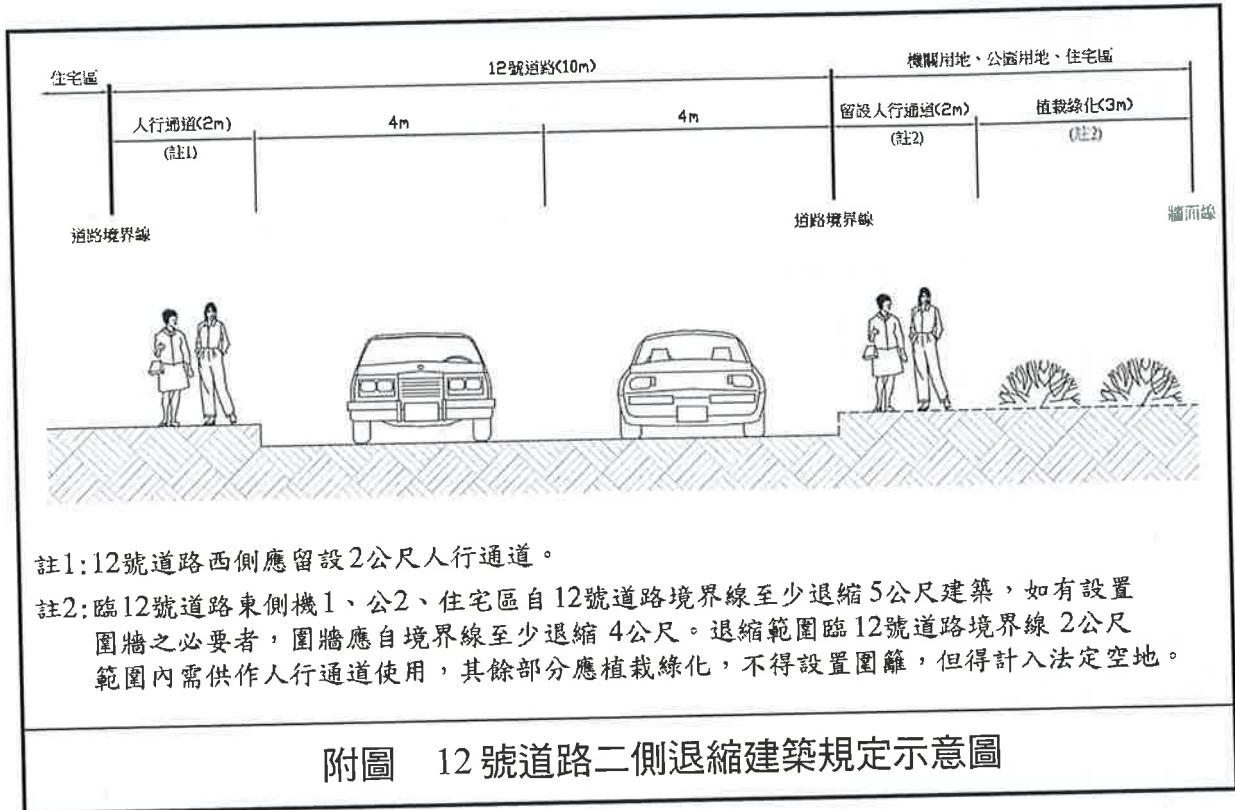 住宅區
12號道路(10m)
機關用地、公園用地、住宅區
人行通道(2m)
4m
4m
留設人行通道(2m)
植栽綠化(3m)
(註1)
(註2)
(註2)
道路境界線
道路境界線
牆面線
註1:12號道路西側應留設2公尺人行通道。
註2:臨12號道路東側機1、公2、住宅區自12號道路境界線至少退縮5公尺建築，如有設置
圍牆之必要者，圍牆應自境界線至少退縮4公尺。退縮範圍臨12號道路境界線2公尺
範圍內需供作人行通道使用，其餘部分應植栽綠化，不得設置圍籬，但得計入法定空地。
附圖 12號道路二側退縮建築規定示意圖